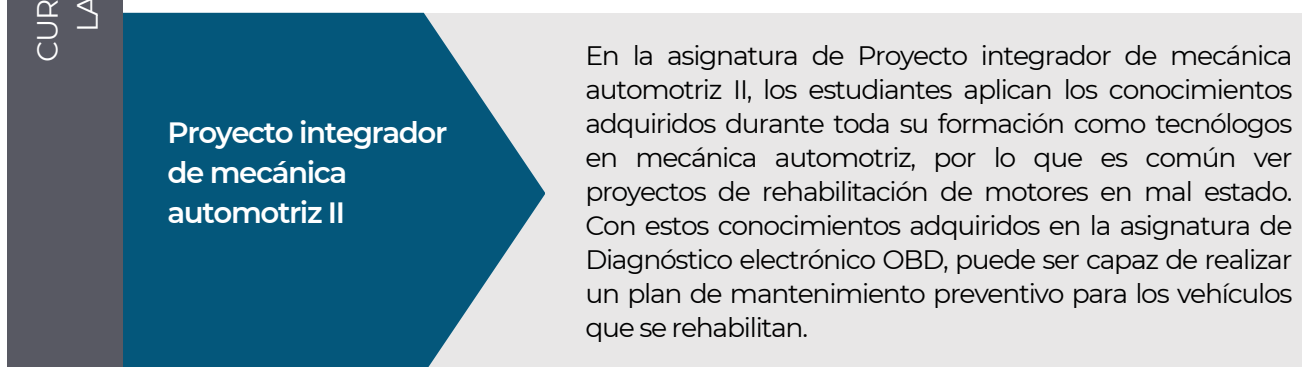 CUR
LA
Proyecto integrador
de mecánica
automotriz II
En la asignatura de Proyecto integrador de mecánica
automotriz II, los estudiantes aplican los conocimientos
adquiridos durante toda su formación como tecnólogos
en mecánica automotriz, por lo que es común ver
proyectos de rehabilitación de motores en mal estado.
Con estos conocimientos adquiridos en la asignatura de
Diagnóstico electrónico OBD, puede ser capaz de realizar
un plan de mantenimiento preventivo para los vehículos
que se rehabilitan.